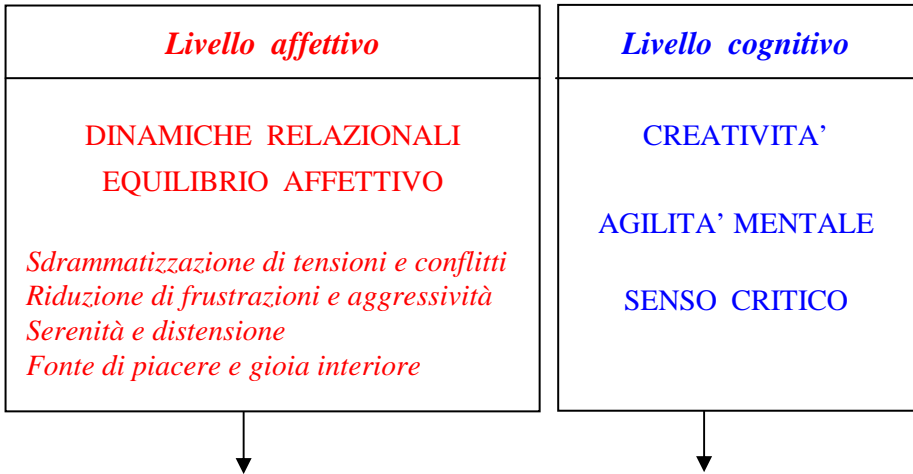 Livello affettivo
DINAMICHE RELAZIONALI
EQUILIBRIO AFFETTIVO
Sdrammatizzazione di tensioni e conflitti
Riduzione di frustrazioni e aggressività
Serenità e distensione
Fonte di piacere e gioia interiore
Livello cognitivo
CREATIVITA’
AGILITA’ MENTALE
SENSO CRITICO